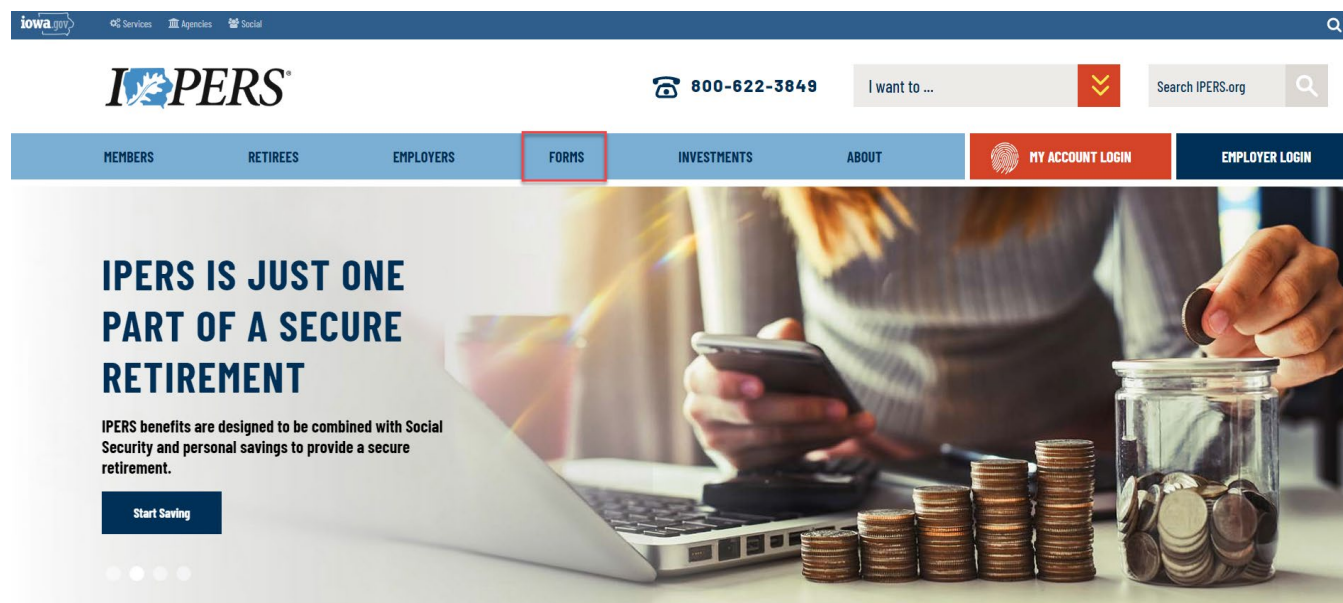 iowa.gov
Services
Agencies
Social
IPERS®
800-622-3849
I want to ...
Search IPERS.org
MEMBERS
RETIREES
EMPLOYERS
FORMS
INVESTMENTS
ABOUT
MY ACCOUNT LOGIN
EMPLOYER LOGIN
IPERS IS JUST ONE
PART OF A SECURE
RETIREMENT
IPERS benefits are designed to be combined with Social
Security and personal savings to provide a secure
retirement.
Start Saving